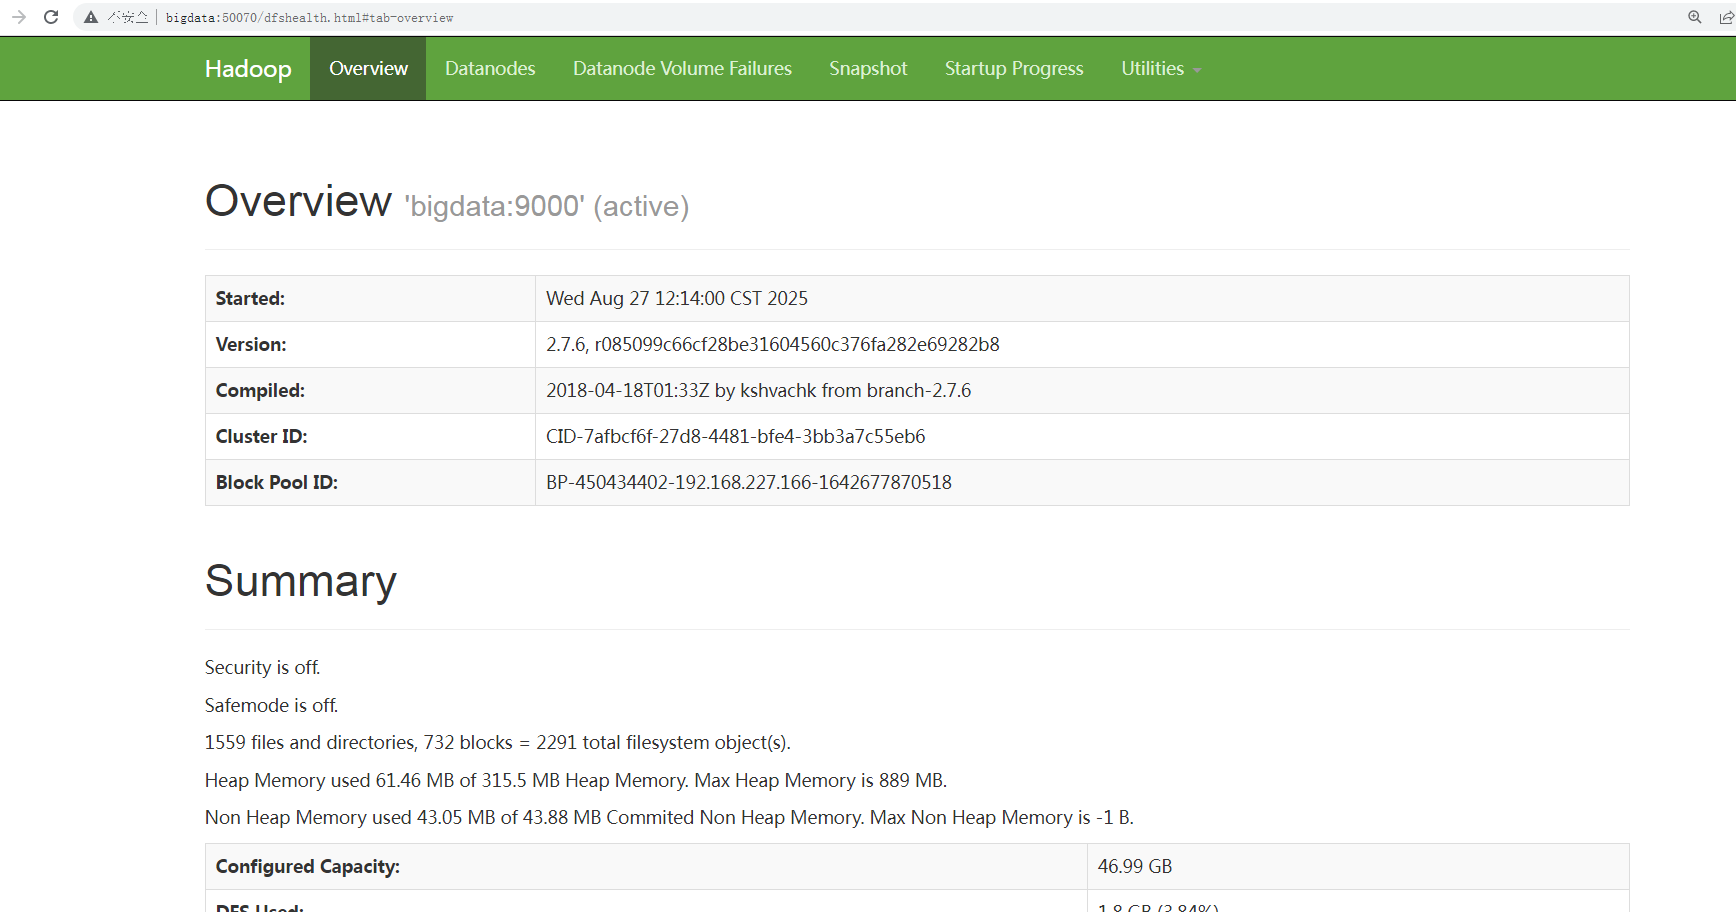 不安全 bigdata:50070/dfshealth.html#tab-overview
Hadoop Overview Datanodes Datanode Volume Failures Snapshot Startup Progress Utilities
Overview 'bigdata:9000' (active)
Started: Wed Aug 27 12:14:00 CST 2025
Version: 2.7.6, r085099c66cf28be31604560c376fa282e69282b8
Compiled: 2018-04-18T01:33Z by kshvachk from branch-2.7.6
Cluster ID: CID-7afbcf6f-27d8-4481-bfe4-3bb3a7c55eb6
Block Pool ID: BP-450434402-192.168.227.166-1642677870518
Summary
Security is off.
Safemode is off.
1559 files and directories, 732 blocks = 2291 total filesystem object(s).
Heap Memory used 61.46 MB of 315.5 MB Heap Memory. Max Heap Memory is 889 MB.
Non Heap Memory used 43.05 MB of 43.88 MB Commited Non Heap Memory. Max Non Heap Memory is -1 B.
Configured Capacity: 46.99 GB
DFS Used: 1.8 GB (3.84%)